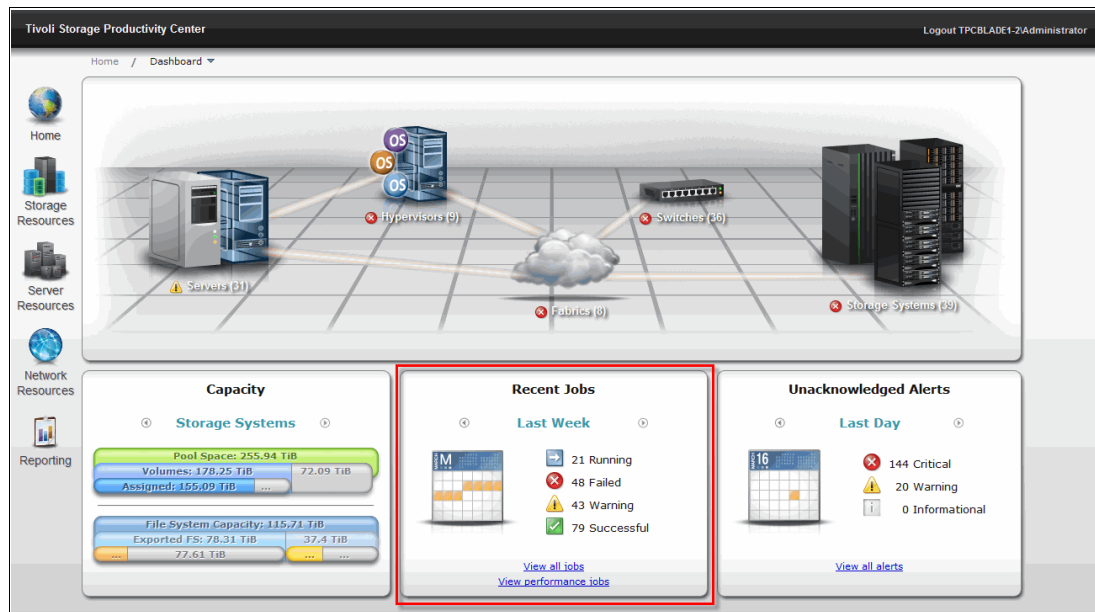 Tivoli Storage Productivity Center
Logout TPCBLADE1-2\Administrator
Home / Dashboard
Home
Storage
Resources
Server
Resources
Network
Resources
Reporting
OS
OS
OS
Hypervisors (9)
Switches (36)
Servers (31)
Fabrics (8)
Storage Systems (39)
Capacity
Storage Systems
Pool Space: 255.94 TiB
Volumes: 178.25 TiB
72.09 TiB
Assigned: 155.09 TiB
...
File System Capacity: 115.71 TiB
Exported FS: 78.31 TiB
37.4 TiB
...
77.61 TiB
...
...
Recent Jobs
Last Week
MARCH
M
21 Running
48 Failed
43 Warning
79 Successful
View all jobs
View performance jobs
Unacknowledged Alerts
Last Day
MARCH
16
144 Critical
20 Warning
i
0 Informational
View all alerts